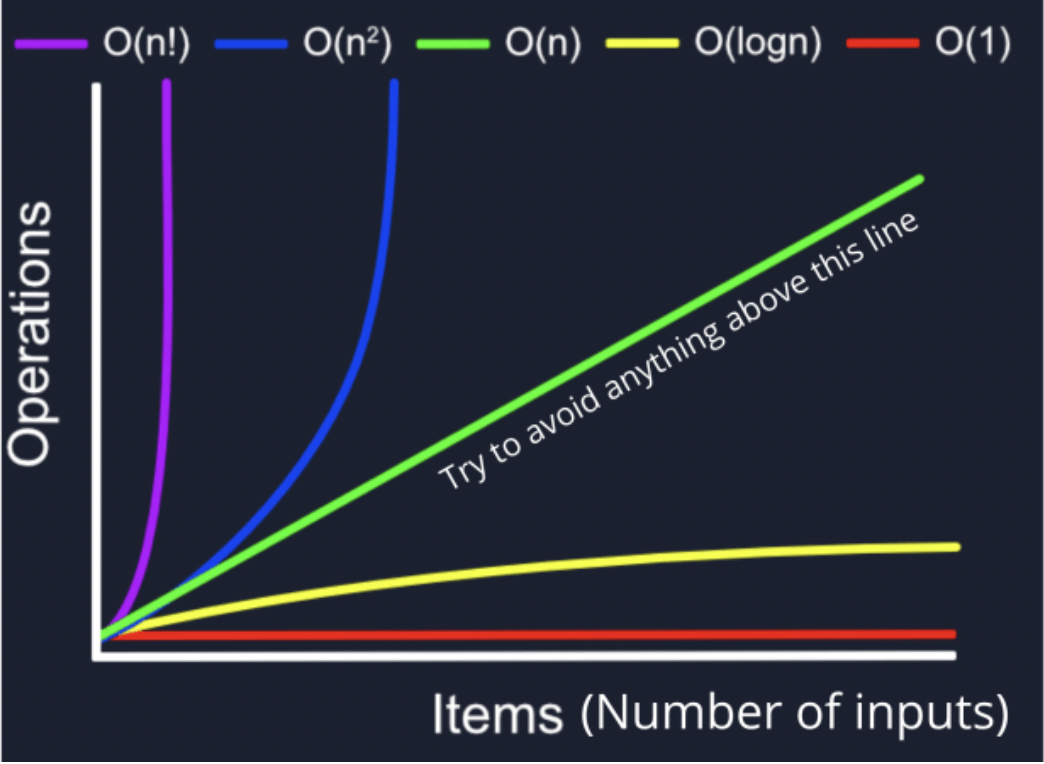 O(n!) O(n²) O(n) O(logn) O(1)
Operations
Try to avoid anything above this line
Items (Number of inputs)